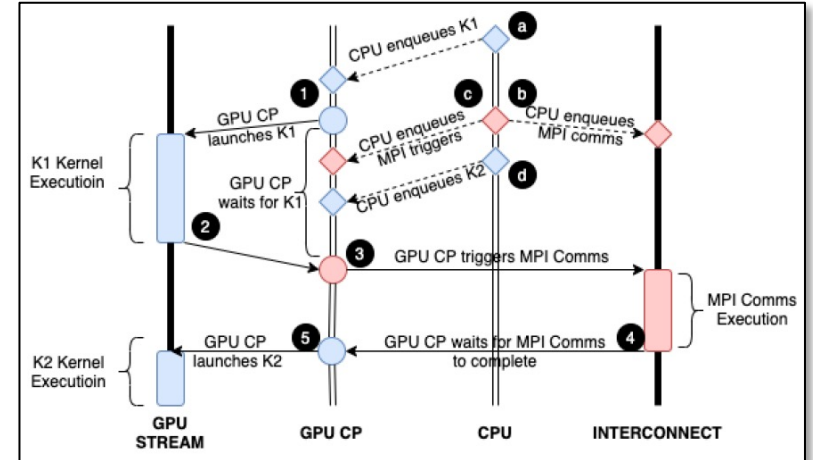 a
CPU enqueues K1
1
c
b
GPU CP
launches K1
CPU enqueues
MPI triggers
CPU enqueues
MPI comms
K1 Kernel
Executioin
GPU CP
waits for K1
CPU enqueues K2
d
2
3
GPU CP triggers MPI Comms
MPI Comms
Execution
5
GPU CP
launches K2
GPU CP waits for MPI Comms
to complete
4
K2 Kernel
Executioin
GPU
STREAM
GPU CP
CPU
INTERCONNECT